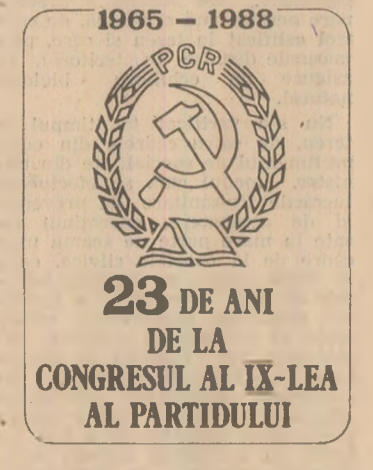 1965 – 1988
PCR
23 DE ANI
DE LA
CONGRESUL AL IX-LEA
AL PARTIDULUI